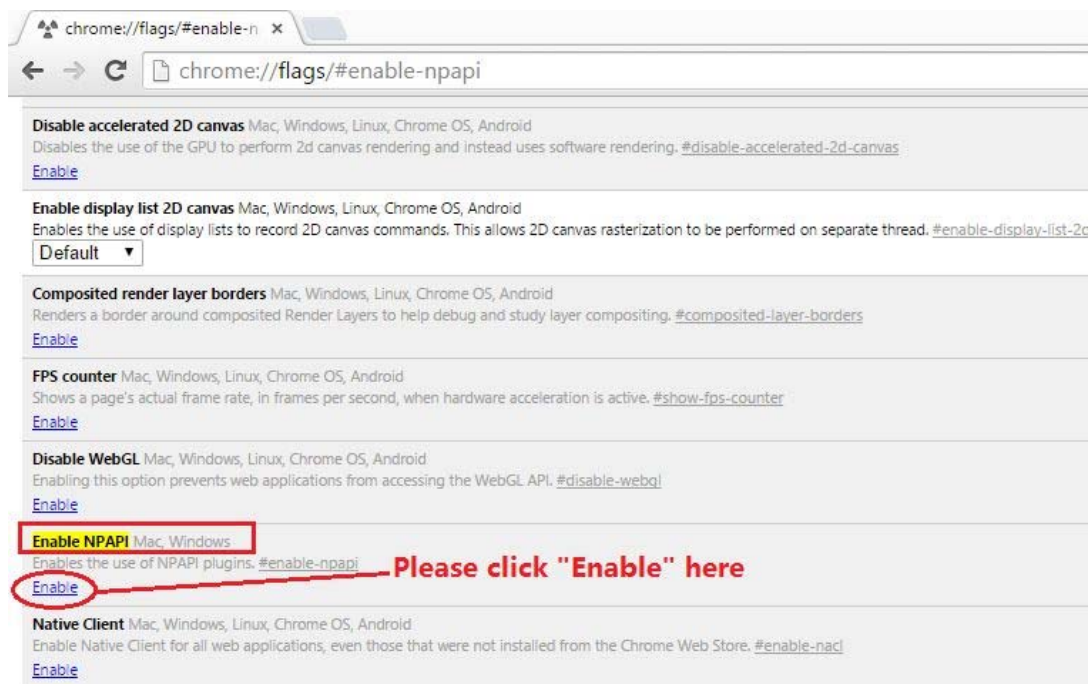 chrome://flags/#enable-n
chrome://flags/#enable-npapi
Disable accelerated 2D canvas Mac, Windows, Linux, Chrome OS, Android
Disables the use of the GPU to perform 2d canvas rendering and instead uses software rendering. #disable-accelerated-2d-canvas
Enable
Enable display list 2D canvas Mac, Windows, Linux, Chrome OS, Android
Enables the use of display lists to record 2D canvas commands. This allows 2D canvas rasterization to be performed on separate thread. #enable-display-list-2d
Default
Composited render layer borders Mac, Windows, Linux, Chrome OS, Android
Renders a border around composited Render Layers to help debug and study layer compositing. #composited-layer-borders
Enable
FPS counter Mac, Windows, Linux, Chrome OS, Android
Shows a page's actual frame rate, in frames per second, when hardware acceleration is active. #show-fps-counter
Enable
Disable WebGL Mac, Windows, Linux, Chrome OS, Android
Enabling this option prevents web applications from accessing the WebGL API. #disable-webgl
Enable
Enable NPAPI Mac, Windows
Enables the use of NPAPI plugins. #enable-npapi
Please click "Enable" here
Enable
Native Client Mac, Windows, Linux, Chrome OS, Android
Enable Native Client for all web applications, even those that were not installed from the Chrome Web Store. #enable-nacl
Enable